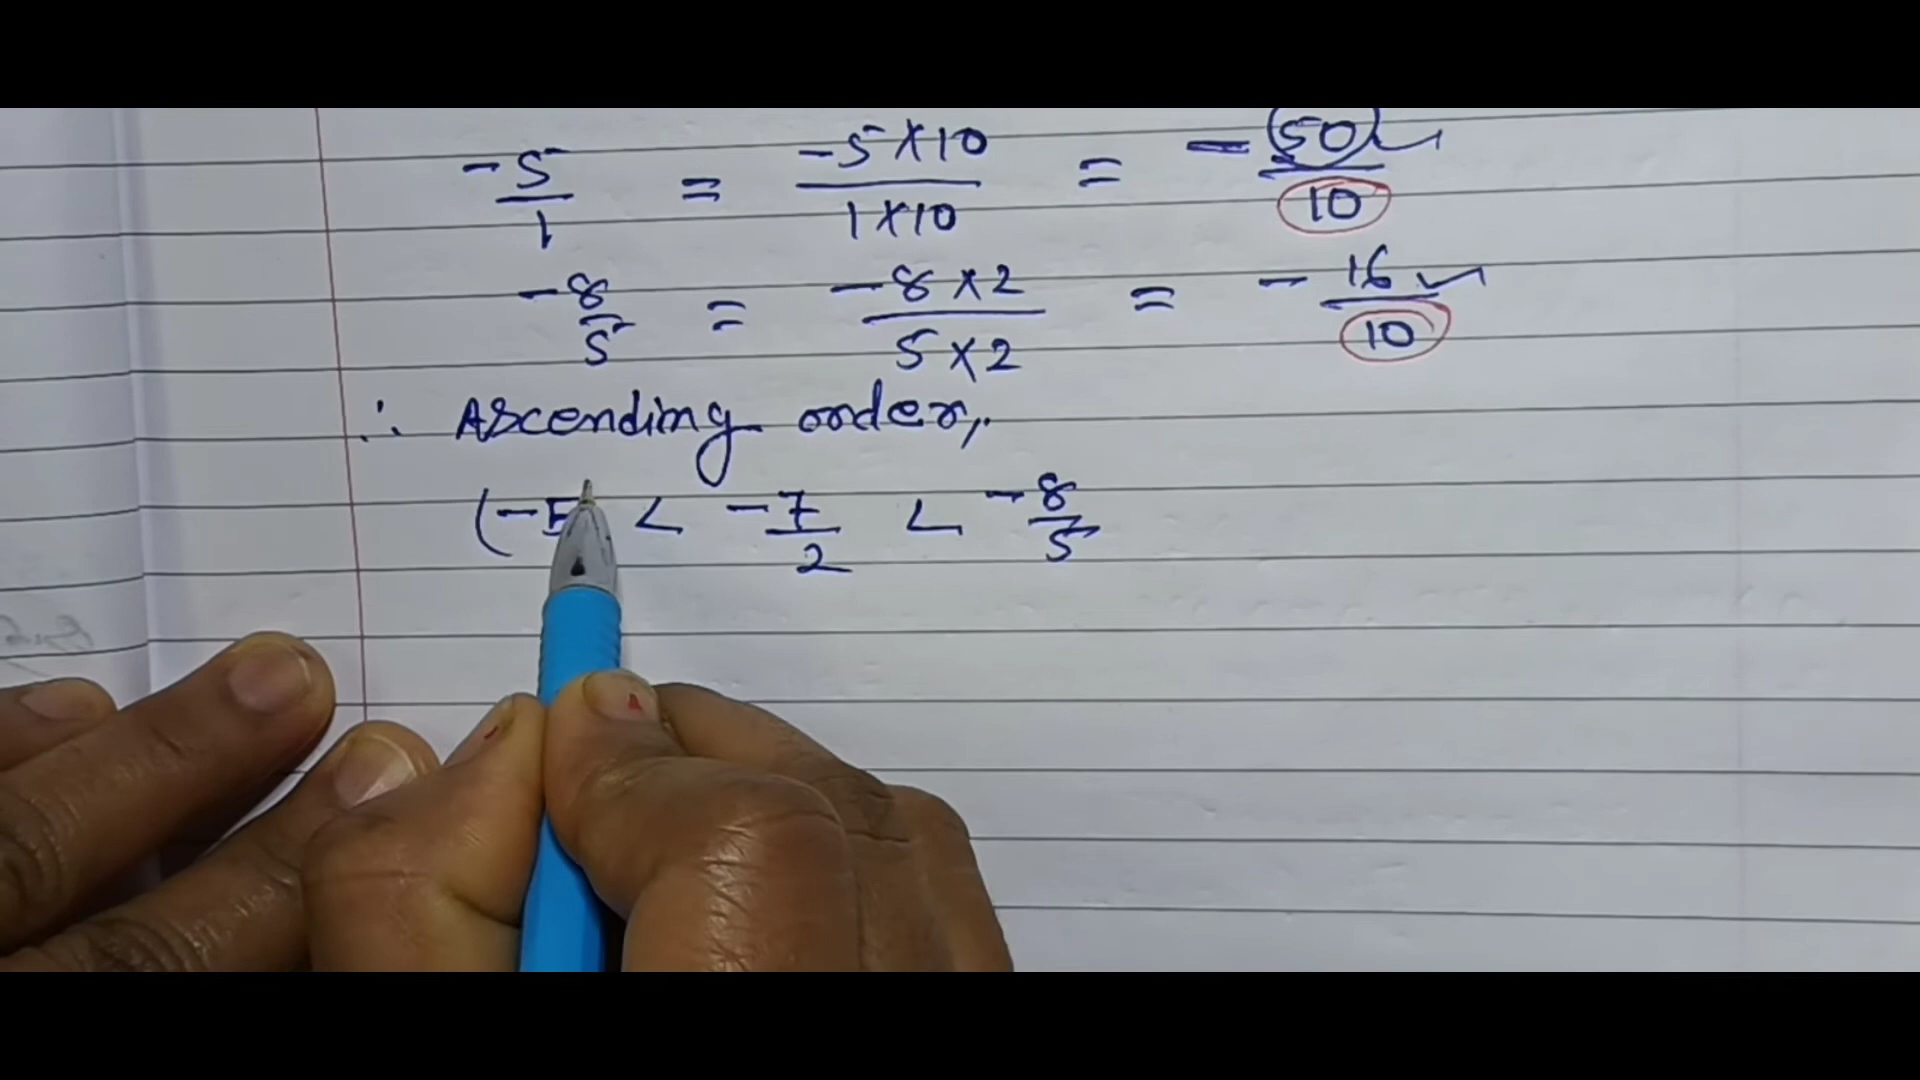 -5/1 = -5×10/1×10 = -50/10
-8/5 = -8×2/5×2 = -16/10
∴ Ascending order,
(-5 < -7/2 < -8/5